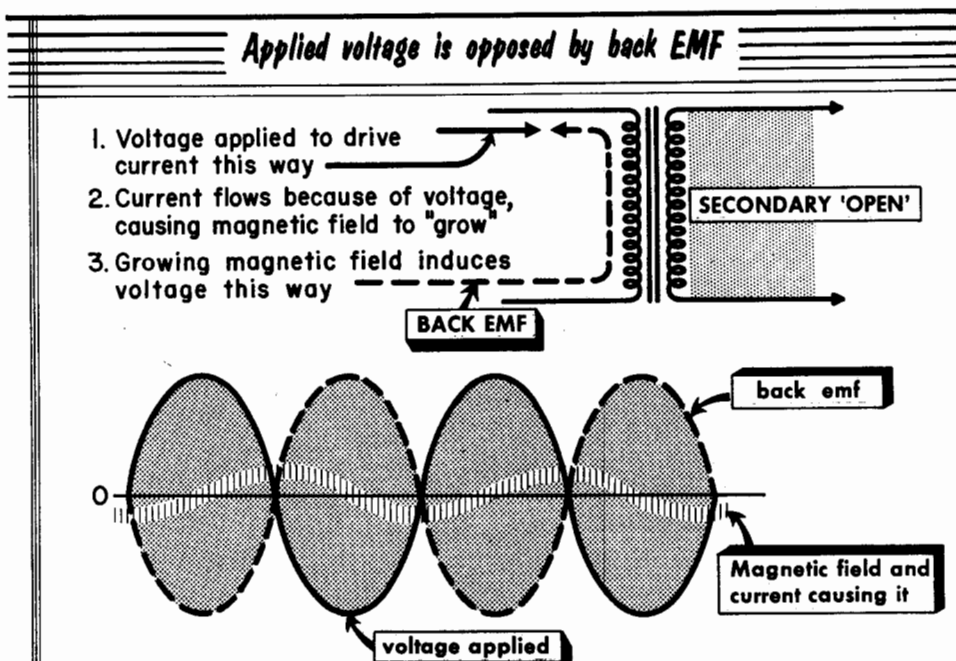 Applied voltage is opposed by back EMF
1. Voltage applied to drive
current this way
2. Current flows because of voltage,
causing magnetic field to "grow"
3. Growing magnetic field induces
voltage this way
SECONDARY 'OPEN'
BACK EMF
back emf
0
Magnetic field and
current causing it
voltage applied